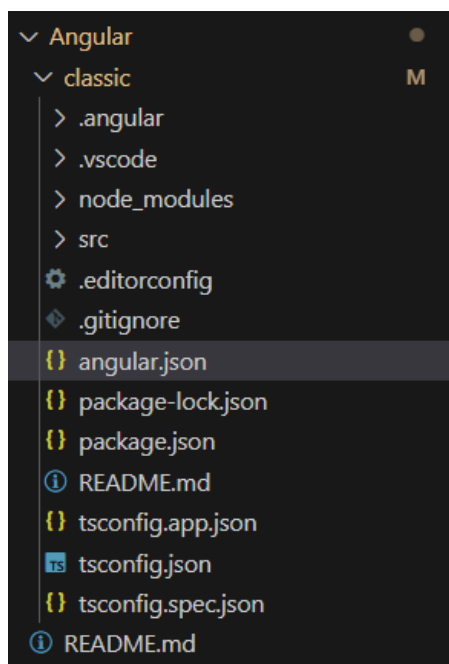 Angular
classic M
.angular
.vscode
node_modules
src
.editorconfig
.gitignore
{} angular.json
{} package-lock.json
{} package.json
README.md
{} tsconfig.app.json
TS tsconfig.json
{} tsconfig.spec.json
README.md